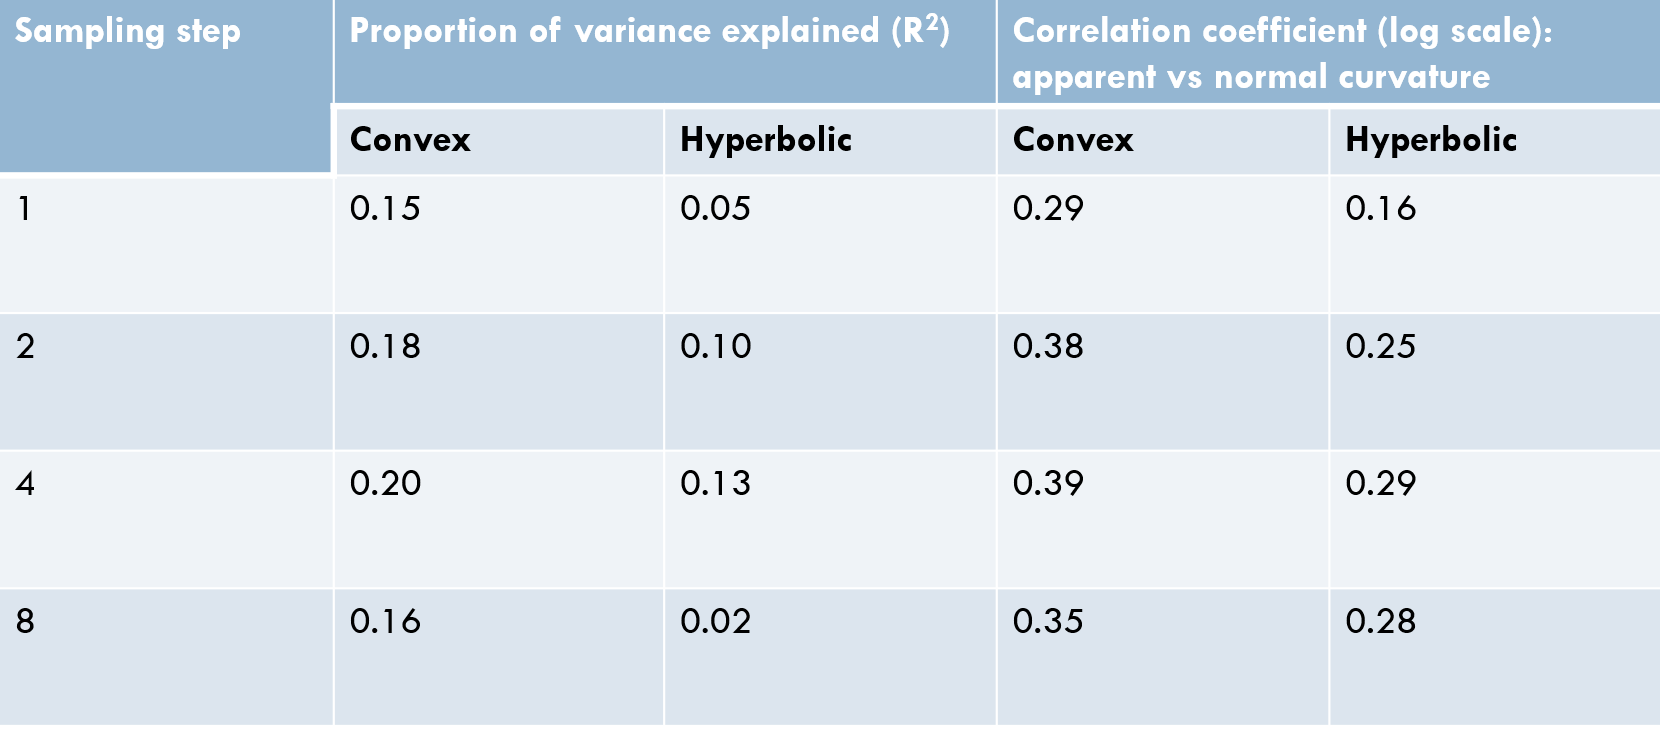 Sampling step Proportion of variance explained (R²) Correlation coefficient (log scale):
apparent vs normal curvature
Convex Hyperbolic Convex Hyperbolic
1 0.15 0.05 0.29 0.16
2 0.18 0.10 0.38 0.25
4 0.20 0.13 0.39 0.29
8 0.16 0.02 0.35 0.28